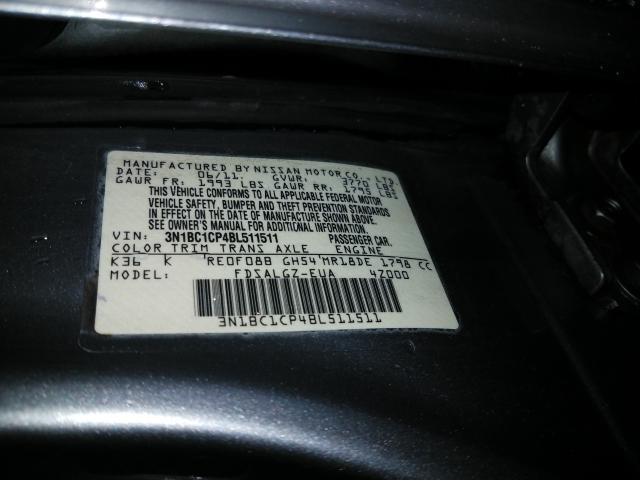 MANUFACTURED BY NISSAN MOTOR CO., LTD.
DATE: 06/11 GVWR: 3770 LBS
GAWR FR: 1993 LBS GAWR RR: 1795 LBS
THIS VEHICLE CONFORMS TO ALL APPLICABLE FEDERAL MOTOR
VEHICLE SAFETY, BUMPER AND THEFT PREVENTION STANDARDS
IN EFFECT ON THE DATE OF MANUFACTURE SHOWN ABOVE.
SEE OWNER'S MANUAL FOR ADDITIONAL INFORMATION.
VIN: 3N1BC1CP4BL511511 PASSENGER CAR.
COLOR TRIM TRANS AXLE ENGINE
K36 K RE0F08B GH54 MR18DE 1798 CC
MODEL: FDSALGZ-EUA 4Z000
3N1BC1CP4BL511511